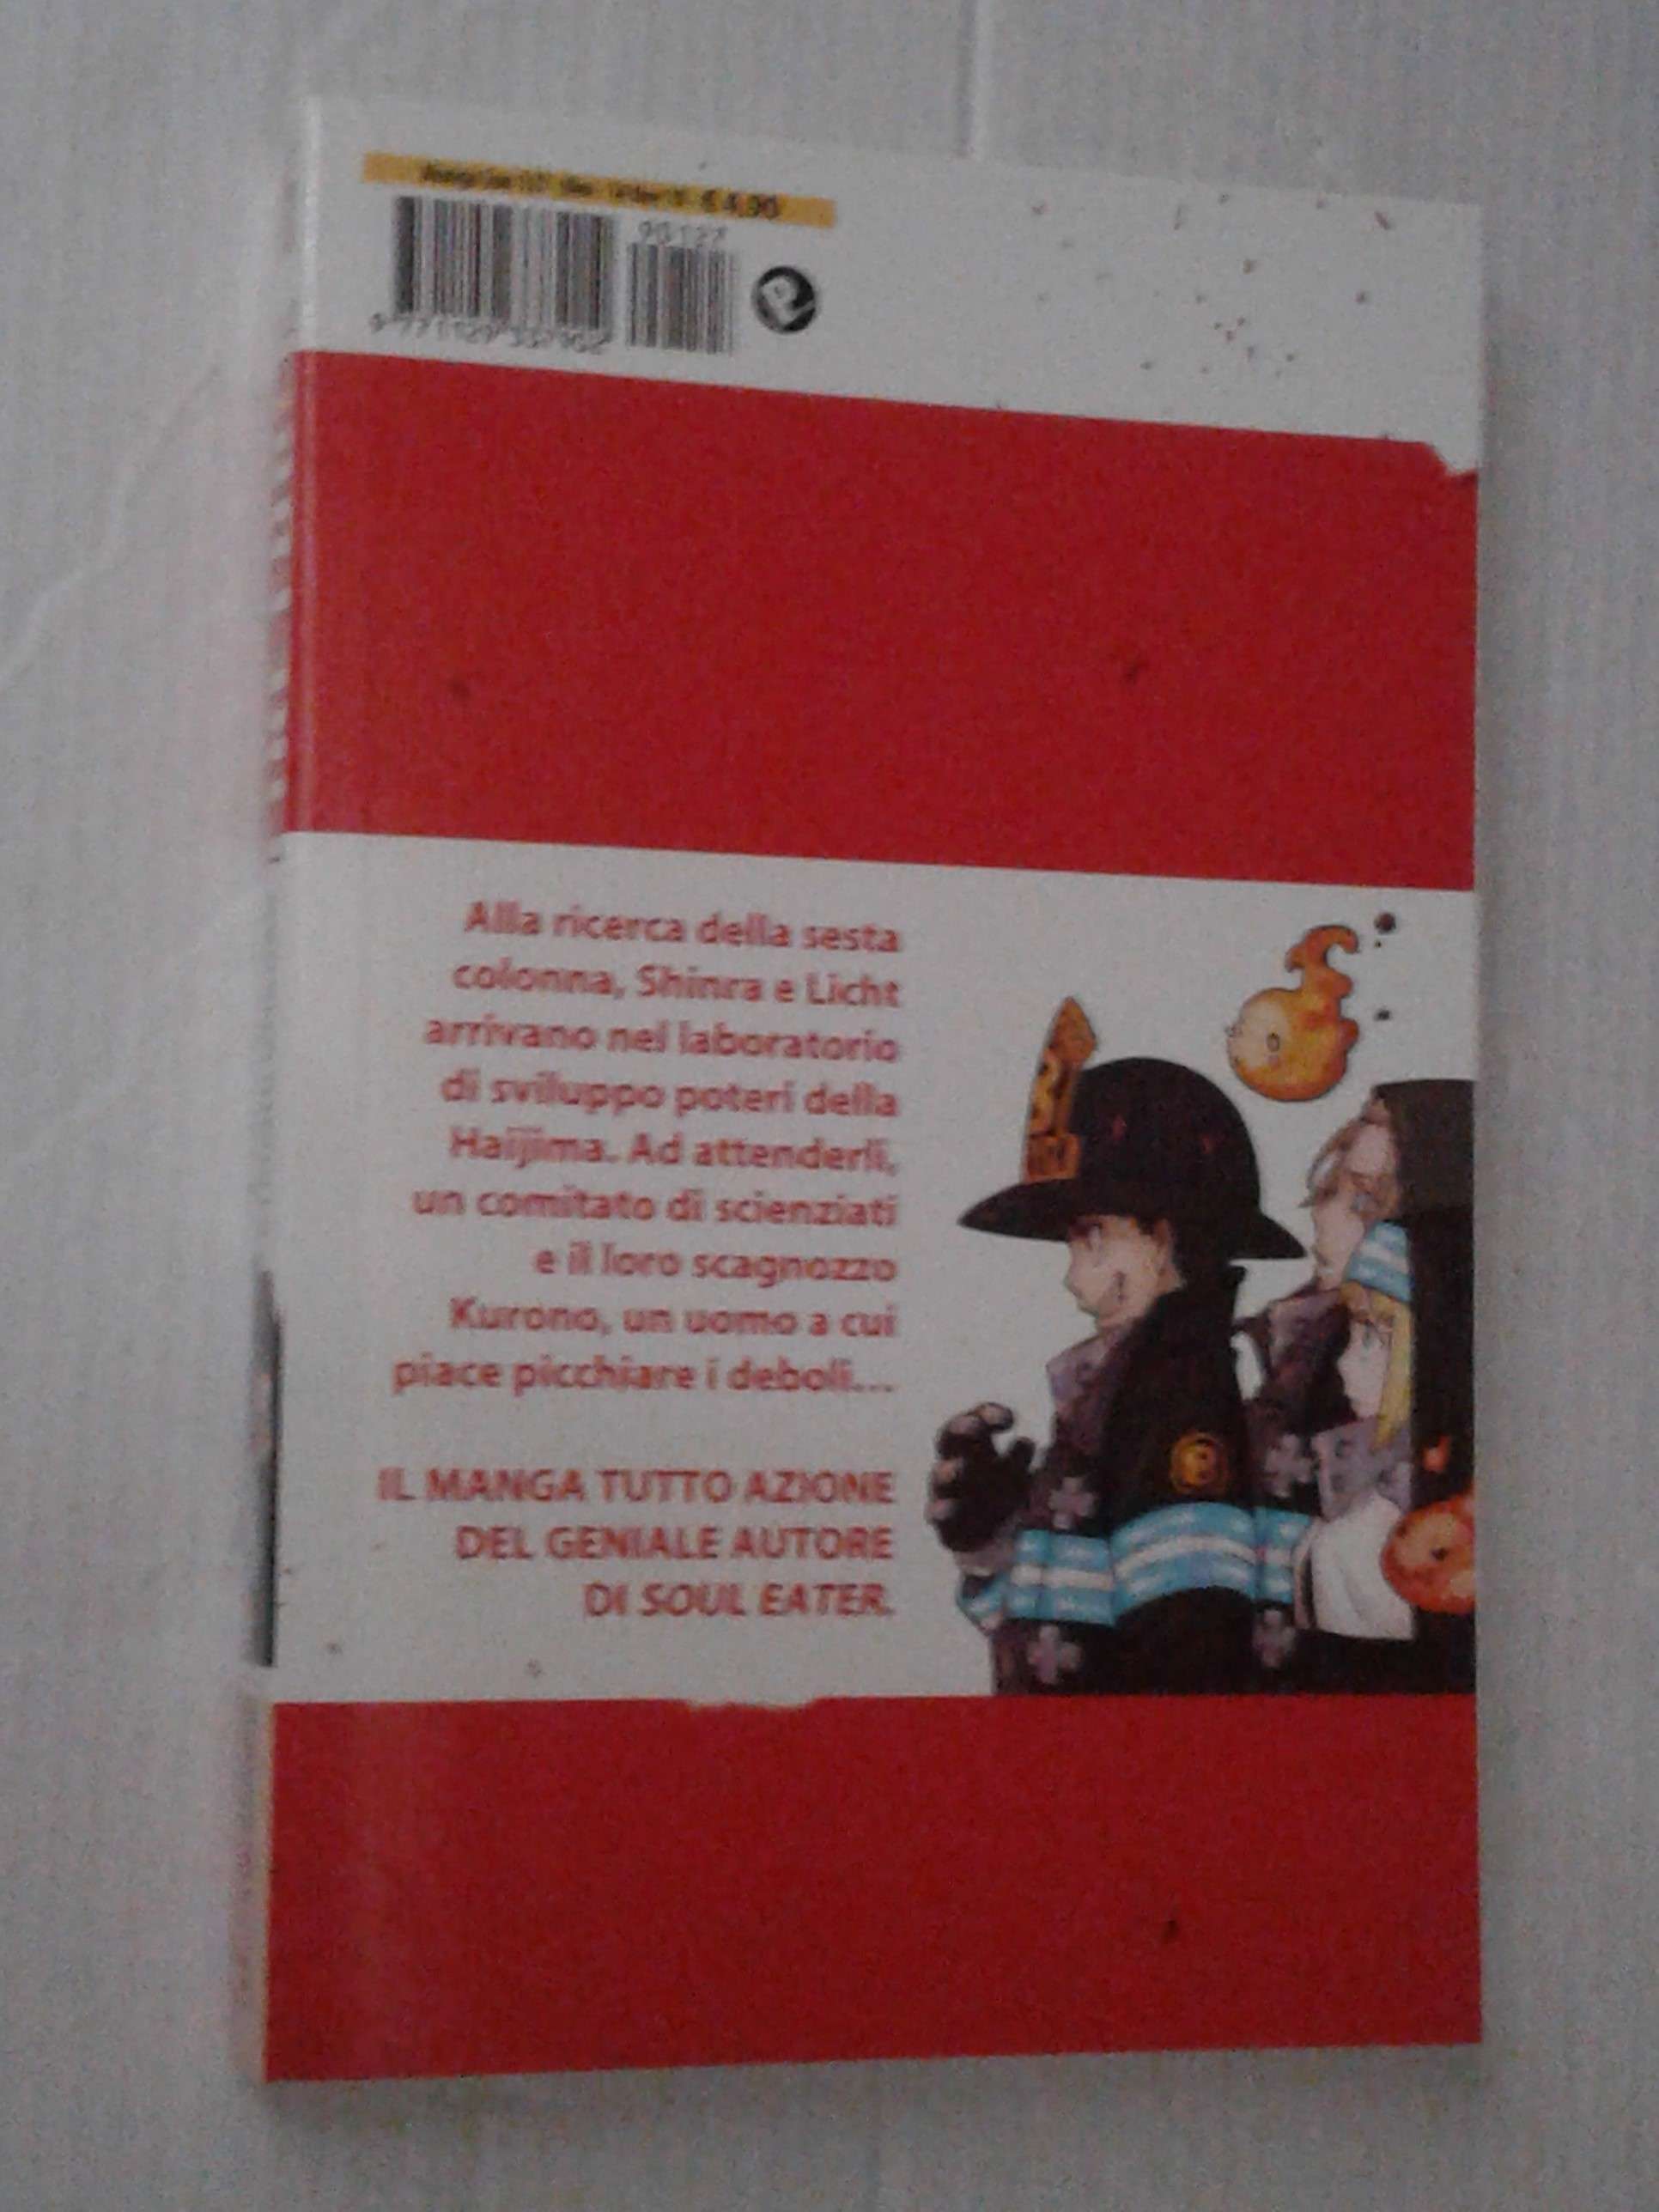 € 4,90
90127
Alla ricerca della sesta
colonna, Shinra e Licht
arrivano nel laboratorio
di sviluppo poteri della
Haijima. Ad attenderli,
un comitato di scienziati
e il loro scagnozzo
Kurono, un uomo a cui
piace picchiare i deboli...
IL MANGA TUTTO AZIONE
DEL GENIALE AUTORE
DI SOUL EATER.